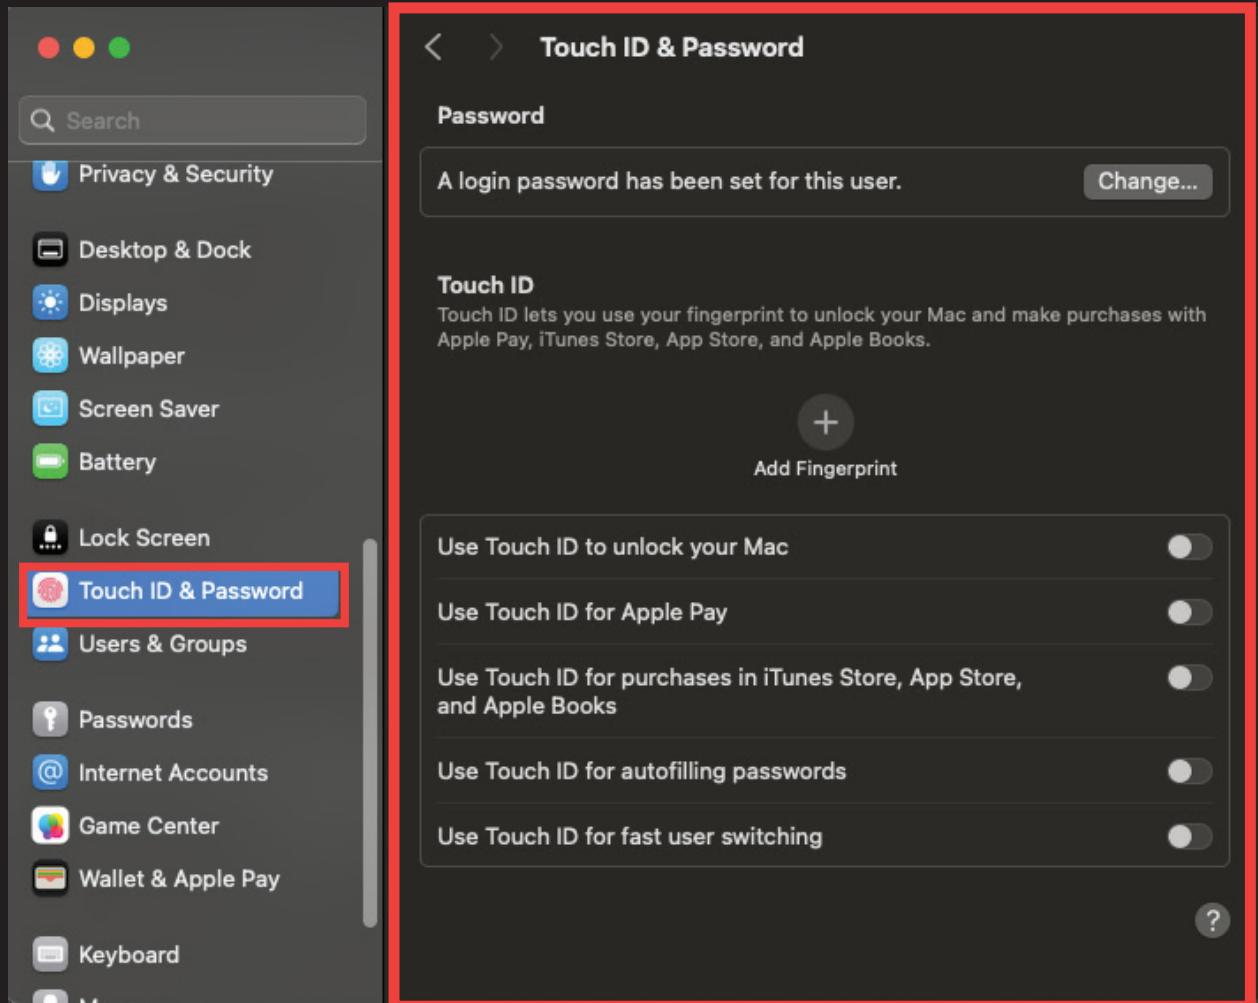 Search
Privacy & Security
Desktop & Dock
Displays
Wallpaper
Screen Saver
Battery
Lock Screen
Touch ID & Password
Users & Groups
Passwords
Internet Accounts
Game Center
Wallet & Apple Pay
Keyboard
Touch ID & Password
Password
A login password has been set for this user.
Change...
Touch ID
Touch ID lets you use your fingerprint to unlock your Mac and make purchases with
Apple Pay, iTunes Store, App Store, and Apple Books.
+
Add Fingerprint
Use Touch ID to unlock your Mac
Use Touch ID for Apple Pay
Use Touch ID for purchases in iTunes Store, App Store,
and Apple Books
Use Touch ID for autofilling passwords
Use Touch ID for fast user switching
?